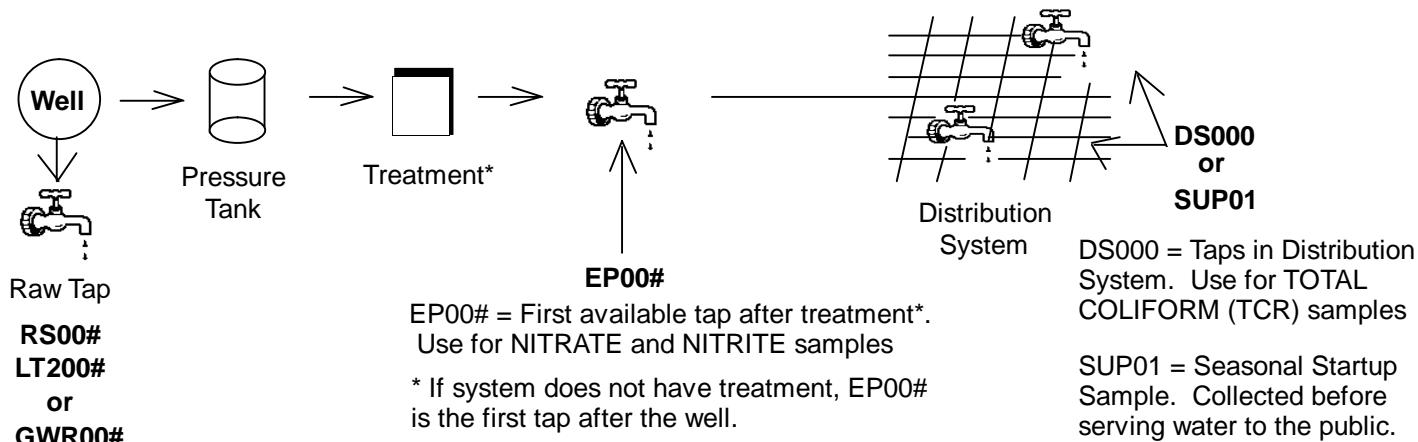 Well
Pressure
Tank
Treatment*
Raw Tap
RS00#
LT200#
or
GWR00#
EP00#
EP00# = First available tap after treatment*.
Use for NITRATE and NITRITE samples
* If system does not have treatment, EP00#
is the first tap after the well.
Distribution
System
DS000
or
SUP01
DS000 = Taps in Distribution
System. Use for TOTAL
COLIFORM (TCR) samples
SUP01 = Seasonal Startup
Sample. Collected before
serving water to the public.